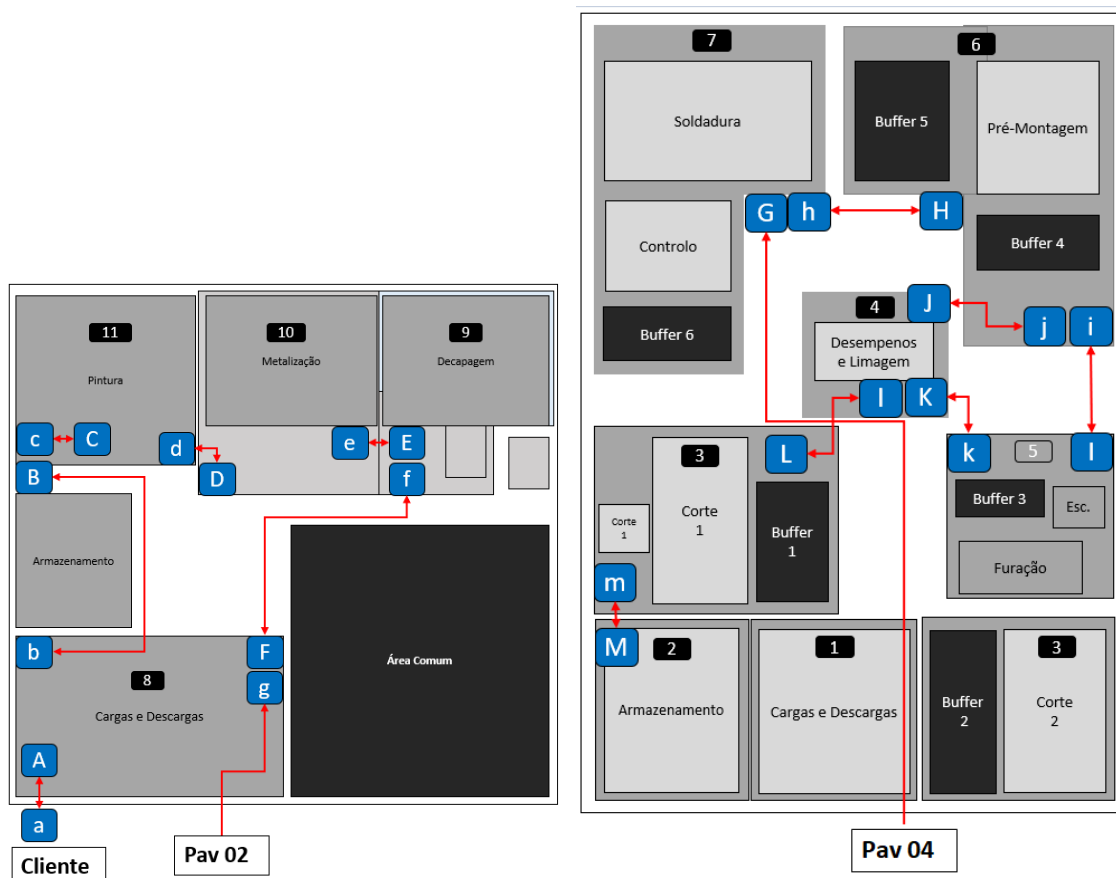 11
Pintura
c
C
d
B
10
Metalização
e
D
9
Decapagem
E
f
Armazenamento
b
8
Cargas e Descargas
F
g
A
a
Cliente
Área Comum
Pav 02
7
Soldadura
G
h
Controlo
Buffer 6
6
Buffer 5
Pré-Montagem
H
Buffer 4
j
i
4
J
Desempenos
e Limagem
I
K
3
L
Corte
1
Corte
1
Buffer
1
m
k
5
l
Buffer 3
Esc.
Furação
M
2
Armazenamento
1
Cargas e Descargas
3
Buffer
2
Corte
2
Pav 04